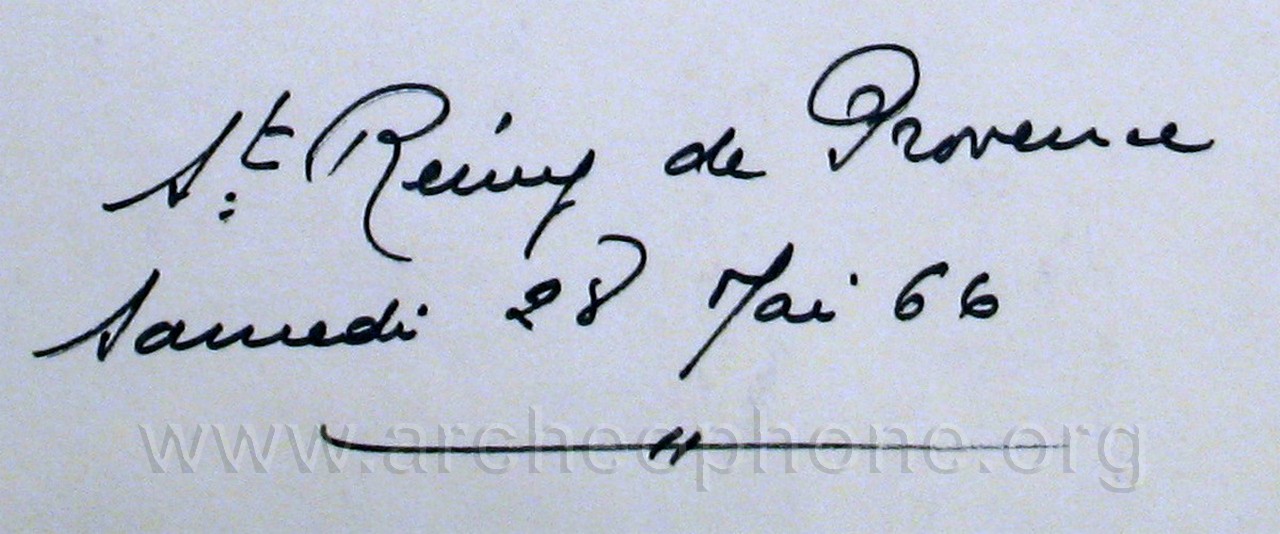 St: Remy de Provence
Samedi 28 Mai 66
www.archeophone.org